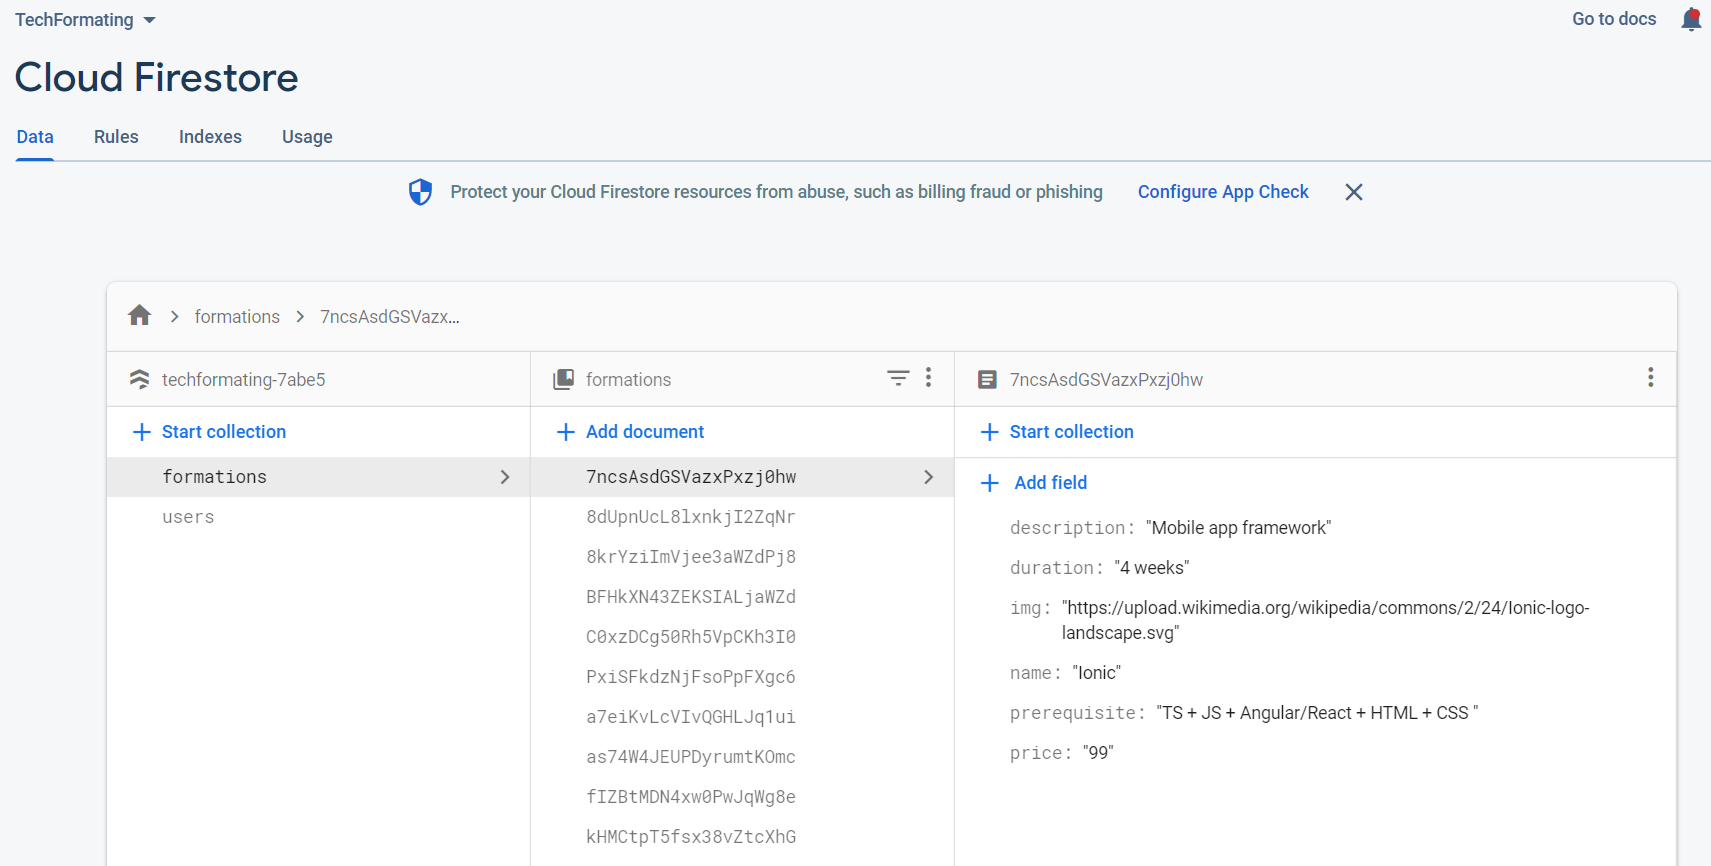 TechFormating
Go to docs
Cloud Firestore
Data Rules Indexes Usage
Protect your Cloud Firestore resources from abuse, such as billing fraud or phishing Configure App Check
formations 7ncsAsdGSVazx...
techformating-7abe5
Start collection
formations
users
formations
Add document
7ncsAsdGSVazxPxzj0hw
8dUpnUcL8lxnkjI2ZqNr
8krYziImVjee3aWZdPj8
BFHkXN43ZEKSIALjaWZd
C0xzDCg50Rh5VpCKh3I0
PxiSFkdzNjFsoPpFXgc6
a7eiKvLcVIvQGHLJq1ui
as74W4JEUPDyrumtKOmc
fIZBtMDN4xw0PwJqWg8e
kHMCtpT5fsx38vZtcXhG
7ncsAsdGSVazxPxzj0hw
Start collection
Add field
description: "Mobile app framework"
duration: "4 weeks"
img: "https://upload.wikimedia.org/wikipedia/commons/2/24/Ionic-logo-
landscape.svg"
name: "Ionic"
prerequisite: "TS + JS + Angular/React + HTML + CSS "
price: "99"